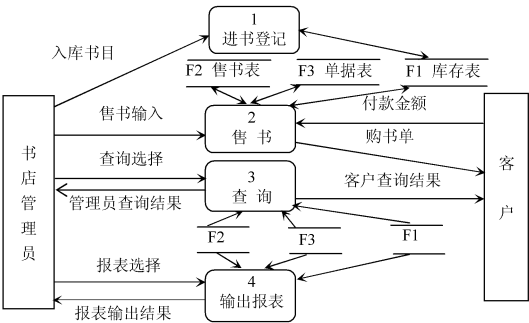 1
进书登记
入库书目
F2 售书表
F3 单据表
F1 库存表
售书输入
2
售 书
付款金额
购书单
查询选择
3
查 询
客户查询结果
管理员查询结果
书店管理员
客户
F2
F3
F1
报表选择
4
输出报表
报表输出结果